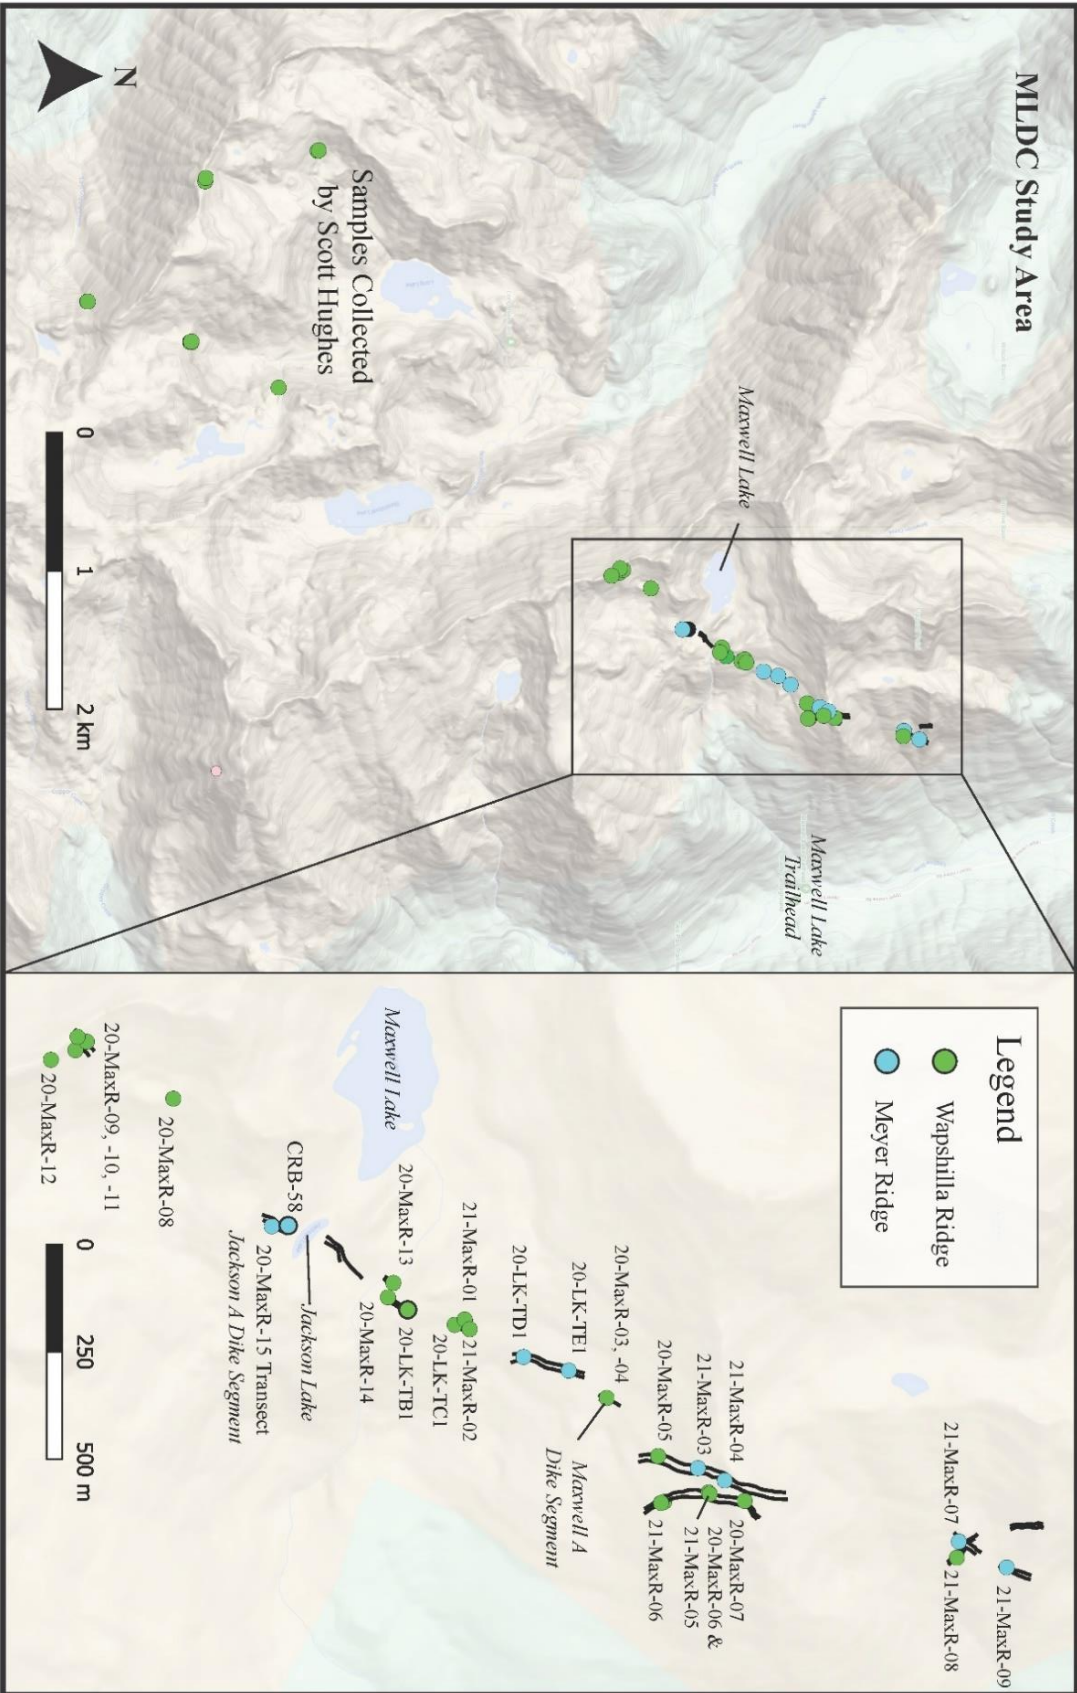 MLDC Study Area
N
Samples Collected
by Scott Hughes
Maxwell Lake
Maxwell Lake
Trailhead
0
1
2 km
Legend
Wapshilla Ridge
Meyer Ridge
21-MaxR-09
21-MaxR-07
21-MaxR-08
21-MaxR-04
21-MaxR-03
20-MaxR-05
20-MaxR-07
20-MaxR-06 &
21-MaxR-05
21-MaxR-06
20-MaxR-03, -04
Maxwell A
Dike Segment
20-LK-TE1
20-LK-TD1
21-MaxR-01
21-MaxR-02
20-LK-TC1
20-MaxR-13
20-LK-TB1
20-MaxR-14
Maxwell Lake
Jackson Lake
CRB-58
20-MaxR-15 Transect
Jackson A Dike Segment
20-MaxR-08
20-MaxR-09, -10, -11
20-MaxR-12
0
250
500 m